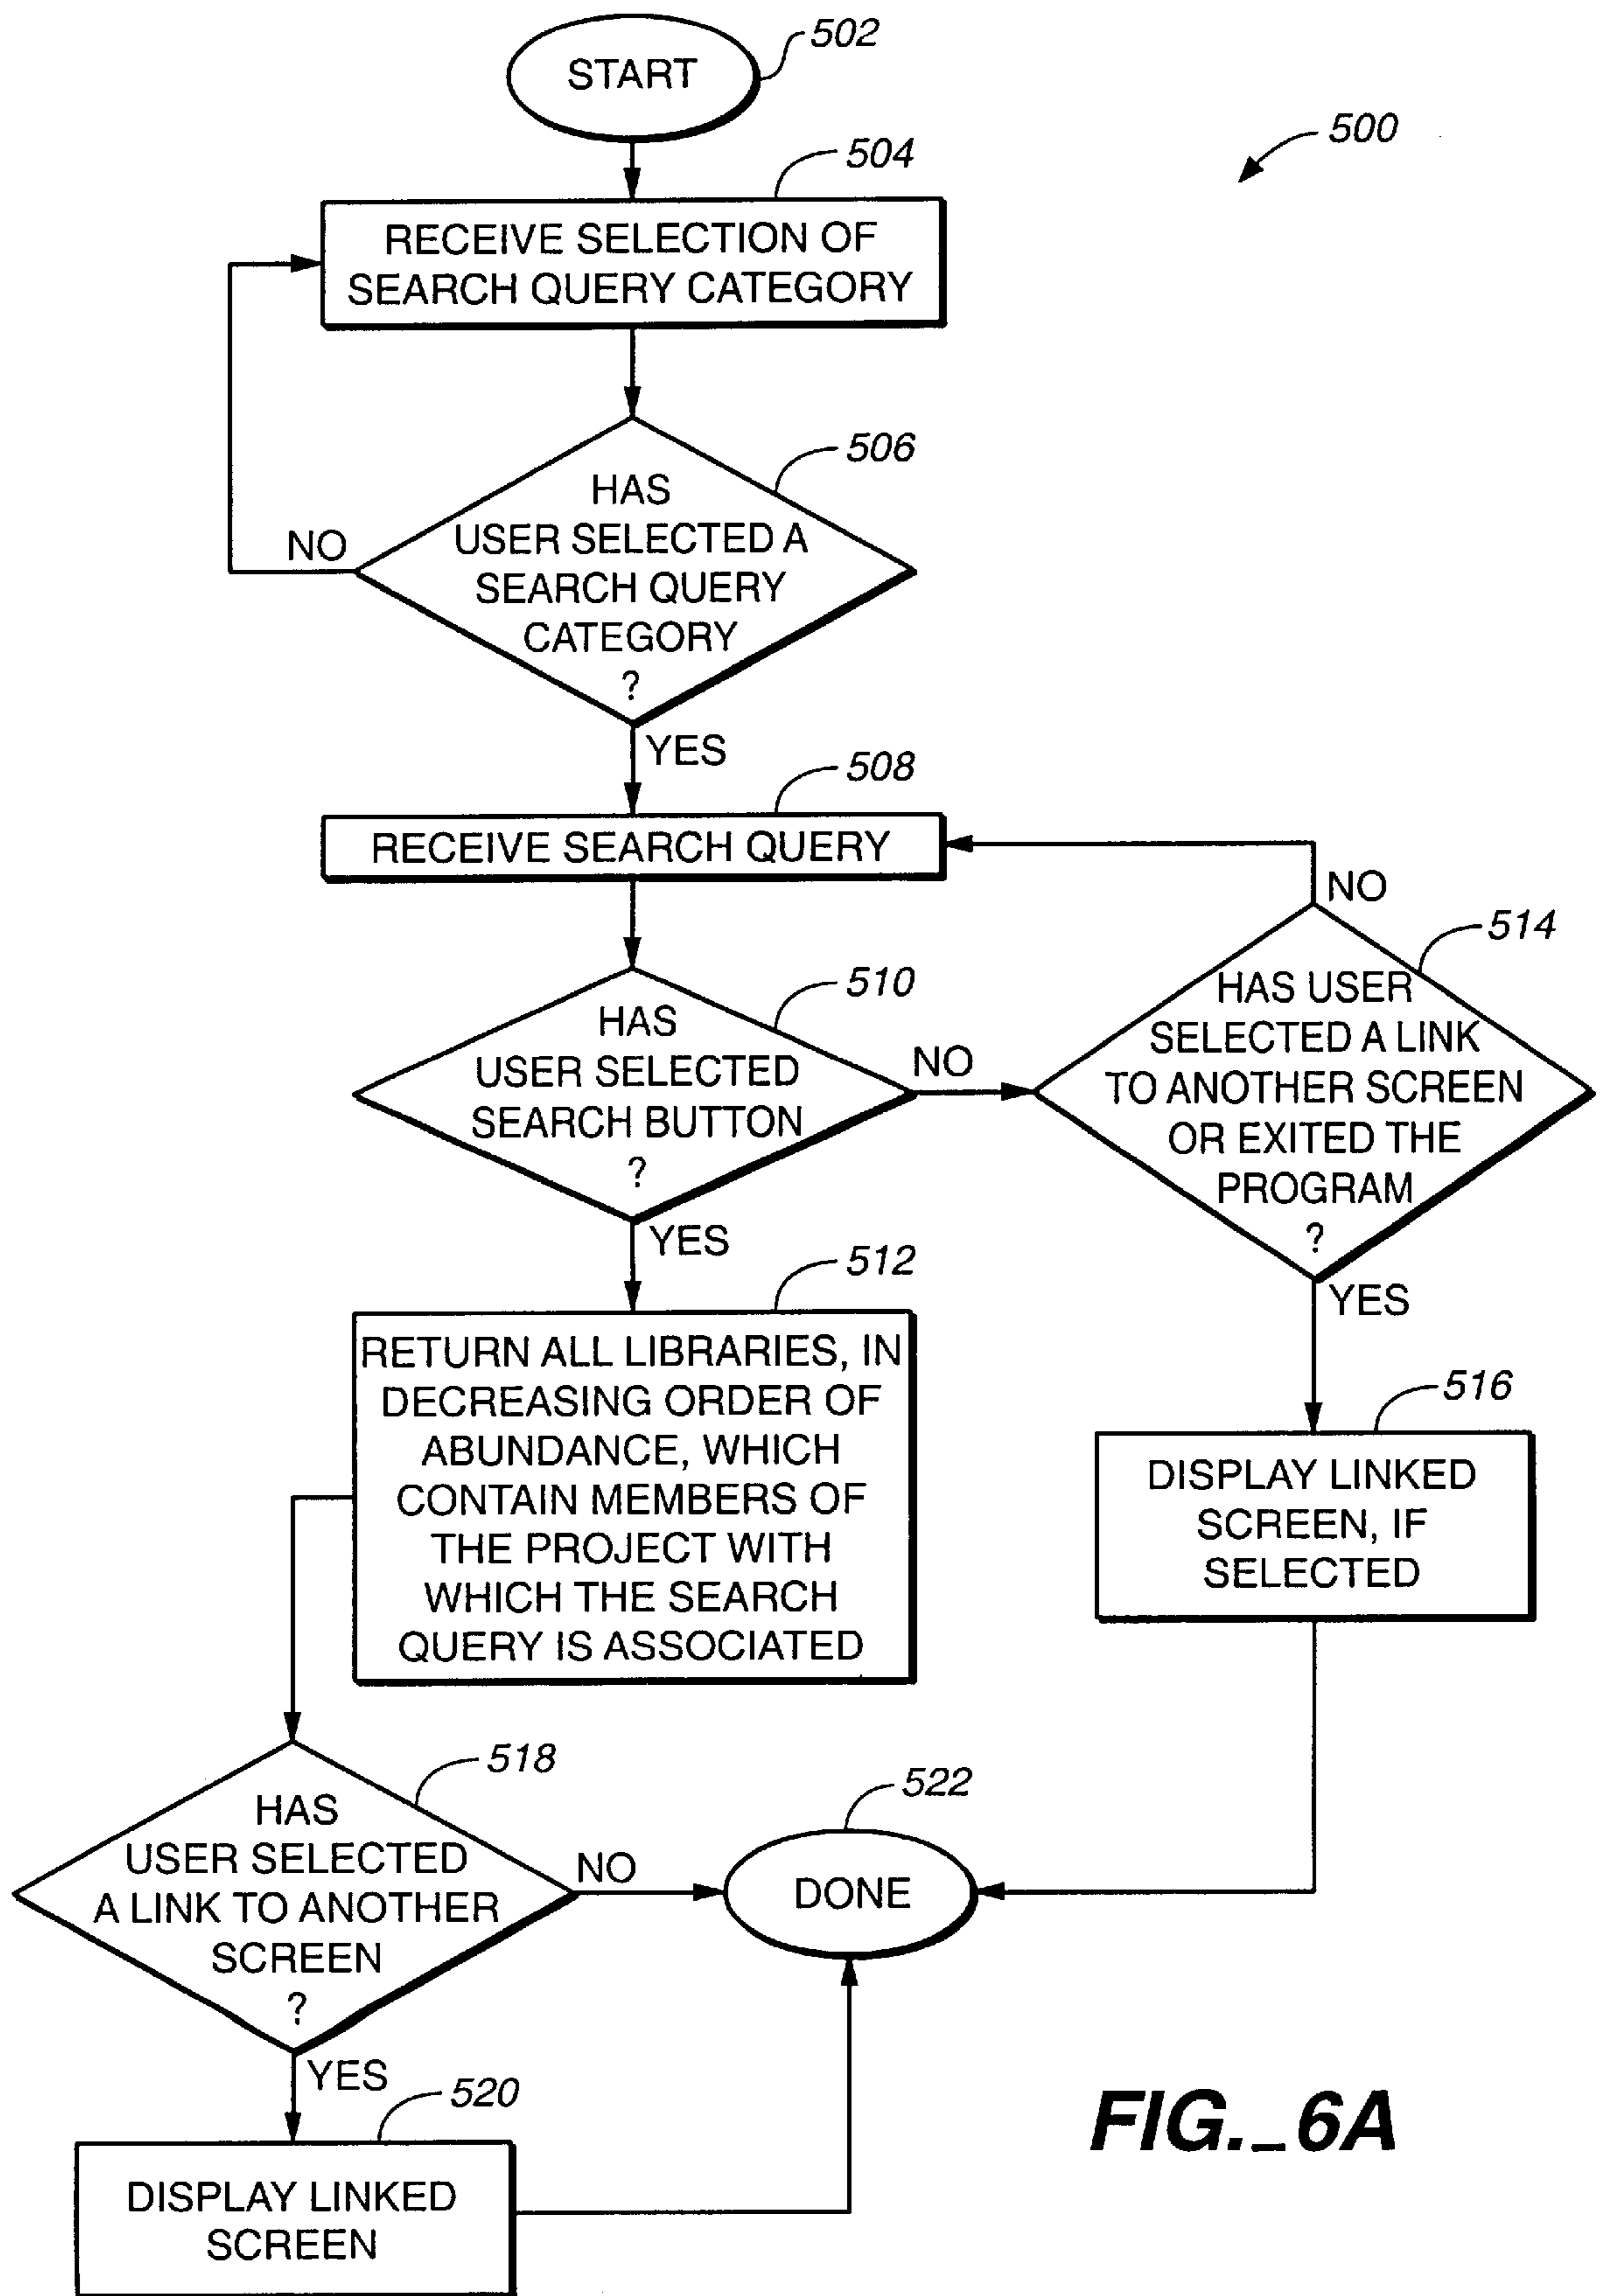 START
502
500
504
RECEIVE SELECTION OF
SEARCH QUERY CATEGORY
506
HAS
USER SELECTED A
SEARCH QUERY
CATEGORY
?
NO
YES
508
RECEIVE SEARCH QUERY
NO
514
510
HAS
USER SELECTED
SEARCH BUTTON
?
NO
HAS USER
SELECTED A LINK
TO ANOTHER SCREEN
OR EXITED THE
PROGRAM
?
YES
YES
512
RETURN ALL LIBRARIES, IN
DECREASING ORDER OF
ABUNDANCE, WHICH
CONTAIN MEMBERS OF
THE PROJECT WITH
WHICH THE SEARCH
QUERY IS ASSOCIATED
516
DISPLAY LINKED
SCREEN, IF
SELECTED
518
HAS
USER SELECTED
A LINK TO ANOTHER
SCREEN
?
NO
522
DONE
YES
520
DISPLAY LINKED
SCREEN
FIG._6A